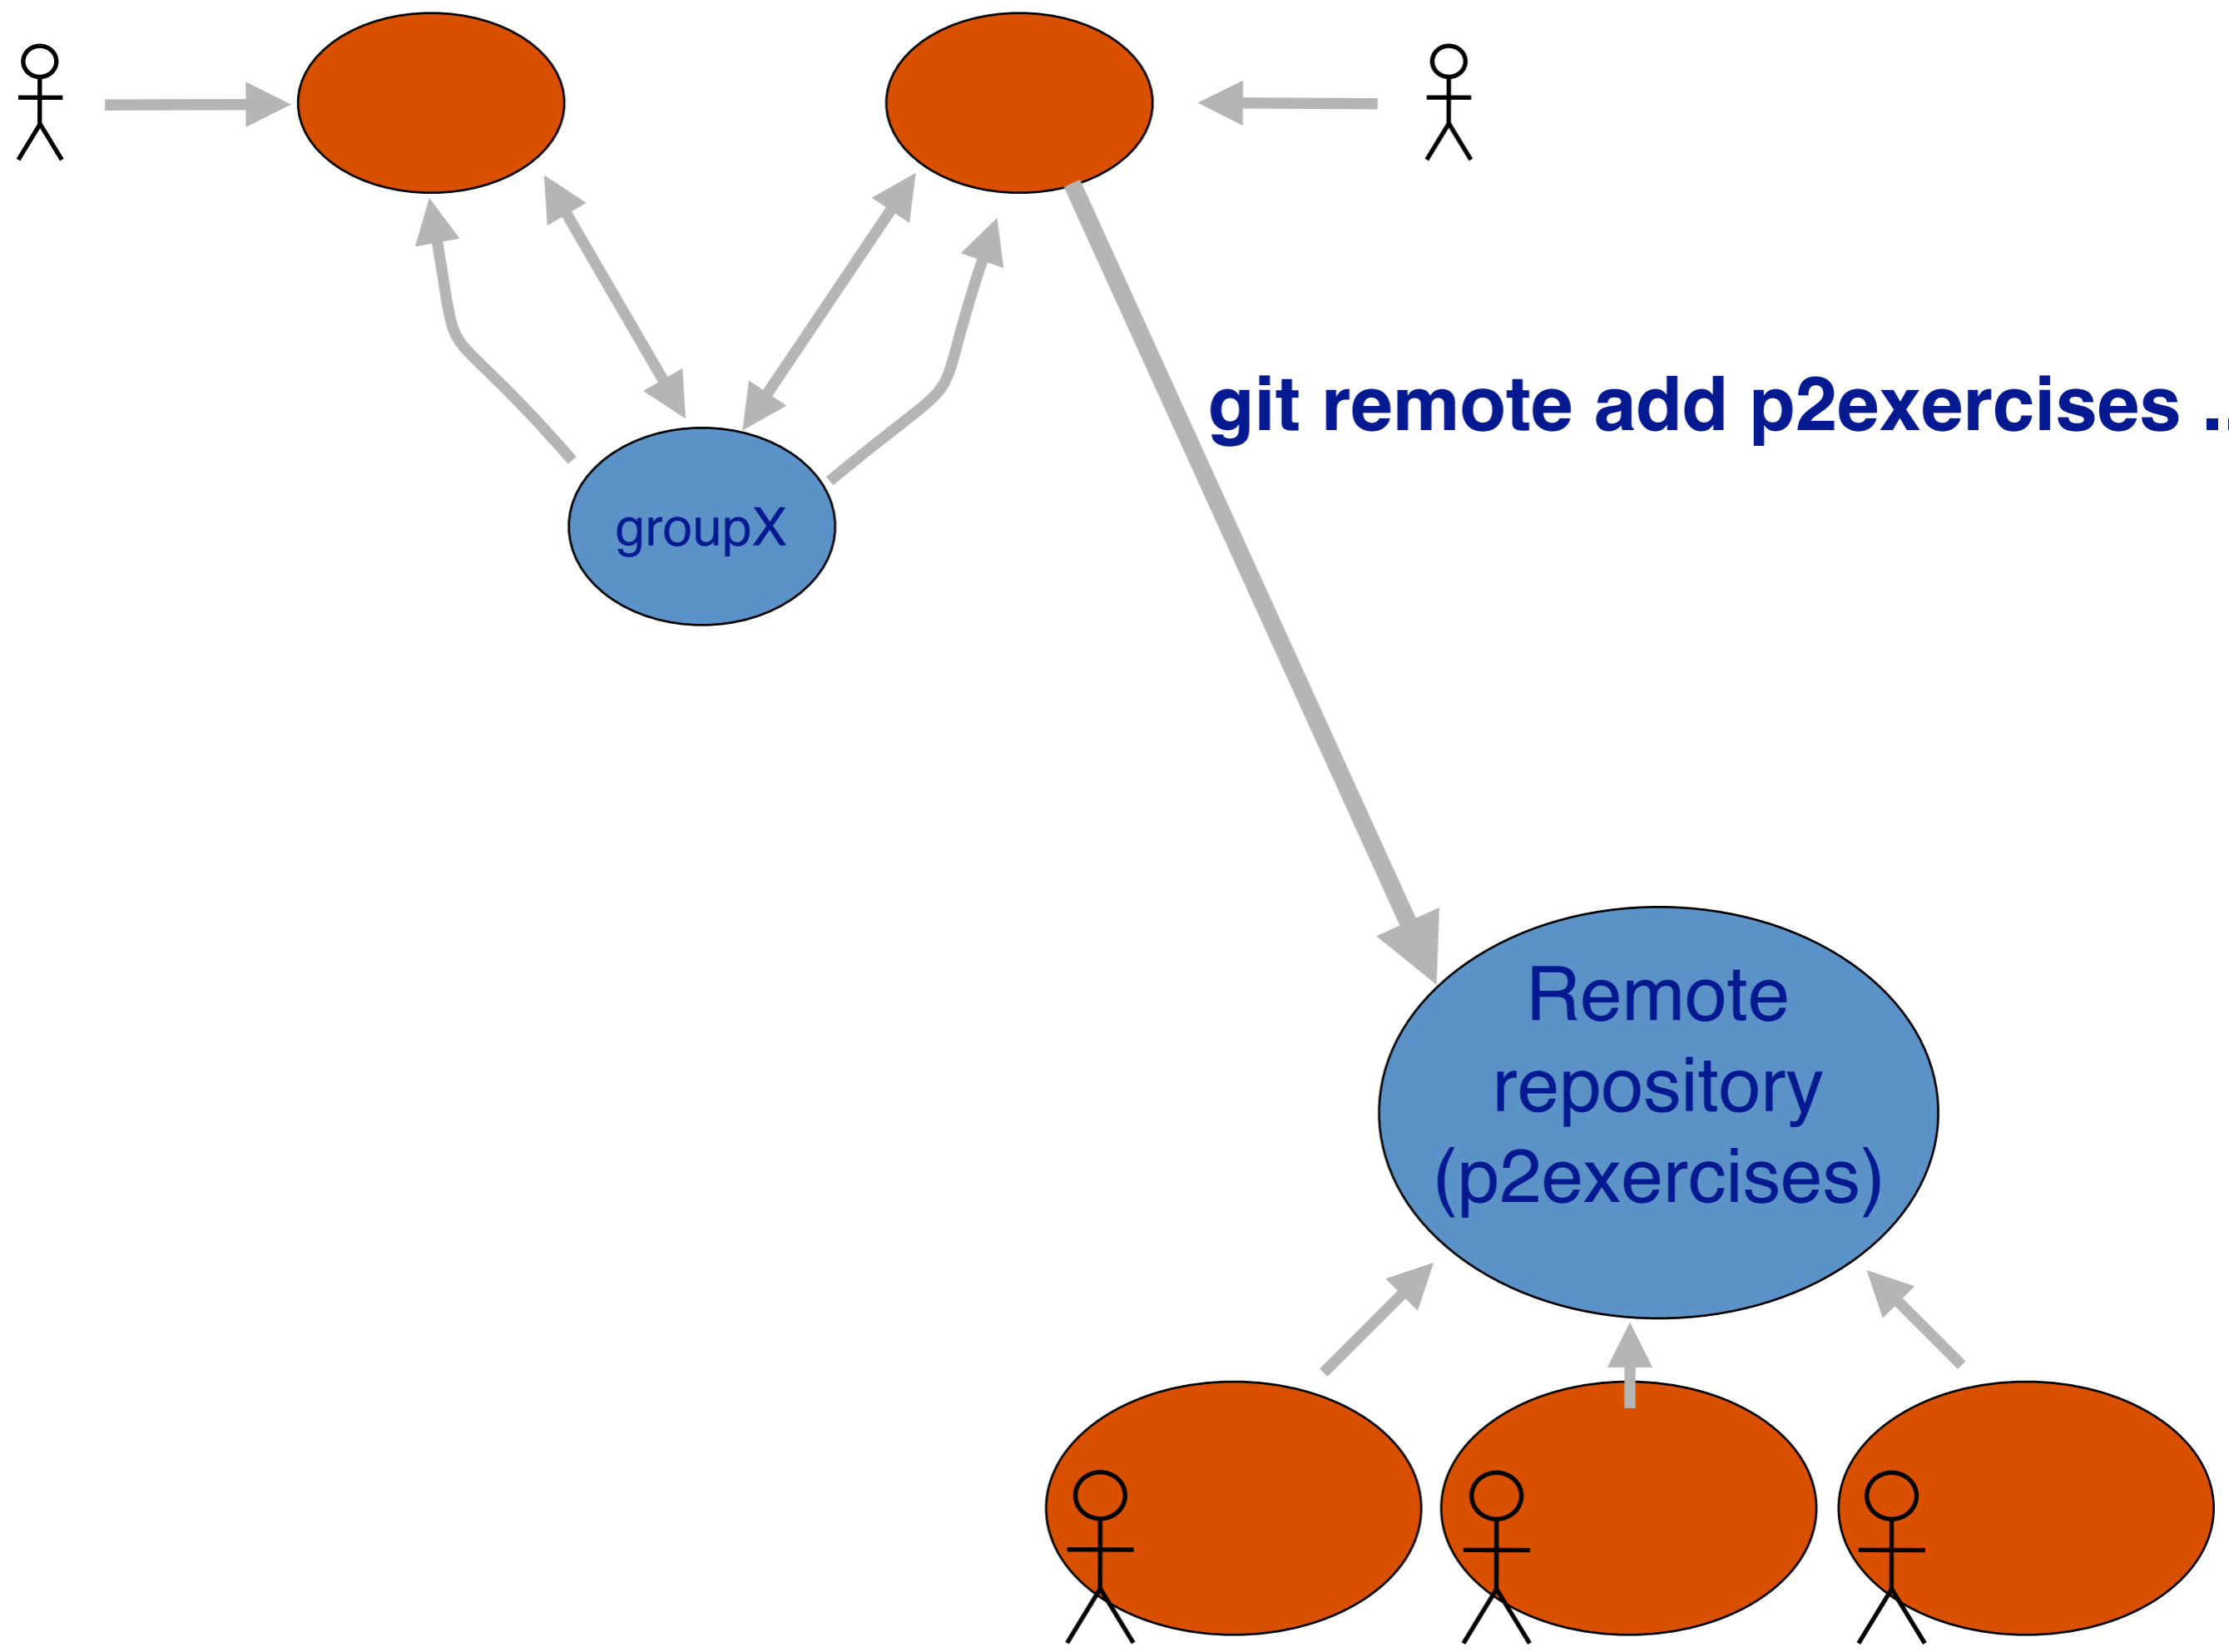 git remote add p2exercises ..
groupX
Remote
repository
(p2exercises)